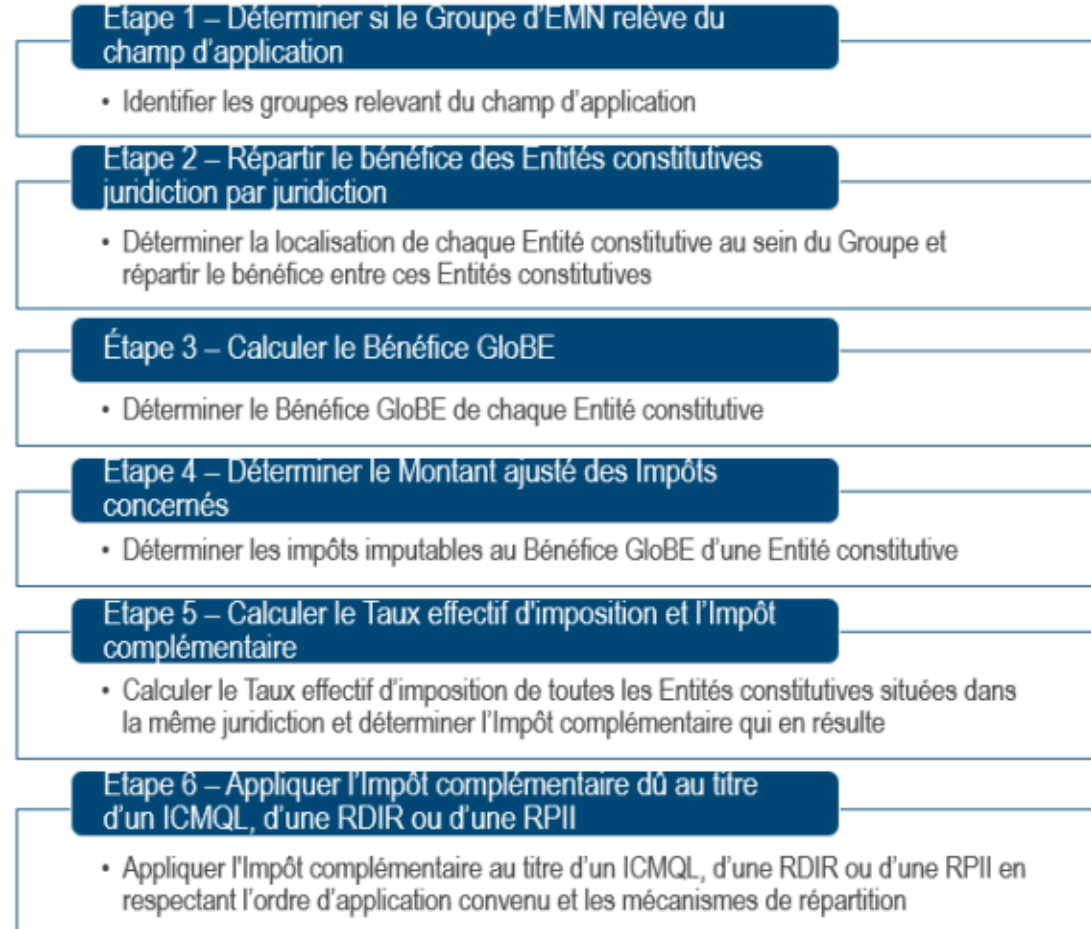 Étape 1 – Déterminer si le Groupe d'EMN relève du
champ d'application
• Identifier les groupes relevant du champ d'application
Étape 2 – Répartir le bénéfice des Entités constitutives
juridiction par juridiction
• Déterminer la localisation de chaque Entité constitutive au sein du Groupe et
répartir le bénéfice entre ces Entités constitutives
Étape 3 – Calculer le Bénéfice GloBE
• Déterminer le Bénéfice GloBE de chaque Entité constitutive
Étape 4 – Déterminer le Montant ajusté des Impôts
concernés
• Déterminer les impôts imputables au Bénéfice GloBE d'une Entité constitutive
Étape 5 – Calculer le Taux effectif d'imposition et l'Impôt
complémentaire
• Calculer le Taux effectif d'imposition de toutes les Entités constitutives situées dans
la même juridiction et déterminer l'Impôt complémentaire qui en résulte
Étape 6 – Appliquer l'Impôt complémentaire dû au titre
d'un ICMQL, d'une RDIR ou d'une RPII
• Appliquer l'Impôt complémentaire au titre d'un ICMQL, d'une RDIR ou d'une RPII en
respectant l'ordre d'application convenu et les mécanismes de répartition